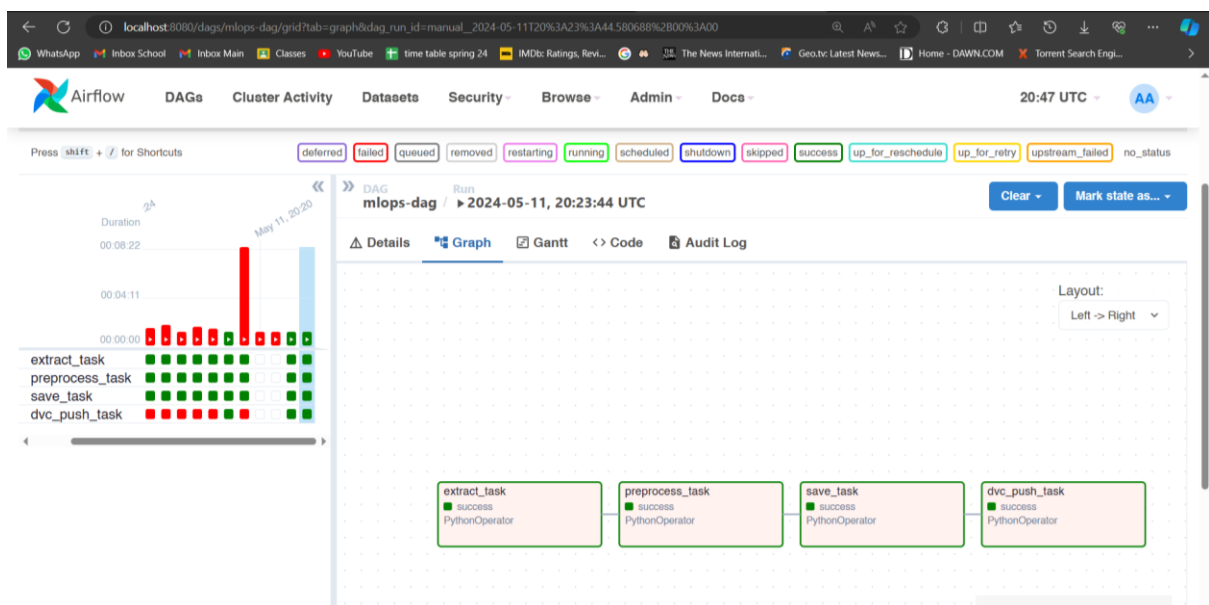 localhost:8080/dags/mlops-dag/grid?tab=graph&dag_run_id=manual__2024-05-11T20%3A23%3A44.580688%2B00%3A00
WhatsApp Inbox School Inbox Main Classes YouTube time table spring 24 IMDb: Ratings, Revi... The News Internati... Geo.tv: Latest News... Home - DAWN.COM Torrent Search Engi...
Airflow DAGs Cluster Activity Datasets Security Browse Admin Docs 20:47 UTC AA
Press shift + / for Shortcuts deferred failed queued removed restarting running scheduled shutdown skipped success up_for_reschedule up_for_retry upstream_failed no_status
DAG Run
mlops-dag / 2024-05-11, 20:23:44 UTC
Clear Mark state as...
Details Graph Gantt <> Code Audit Log
24 May 11, 20:20
Duration
00:08:22
00:04:11
00:00:00
extract_task
preprocess_task
save_task
dvc_push_task
Layout:
Left -> Right
extract_task
success
PythonOperator
preprocess_task
success
PythonOperator
save_task
success
PythonOperator
dvc_push_task
success
PythonOperator